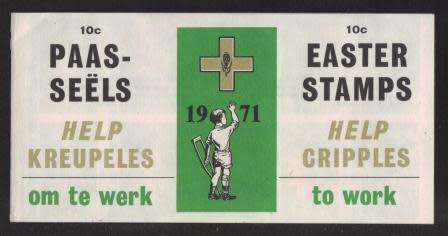 10c
PAAS-
SEËLS
HELP
KREUPELES
om te werk
1971
10c
EASTER
STAMPS
HELP
CRIPPLES
to work